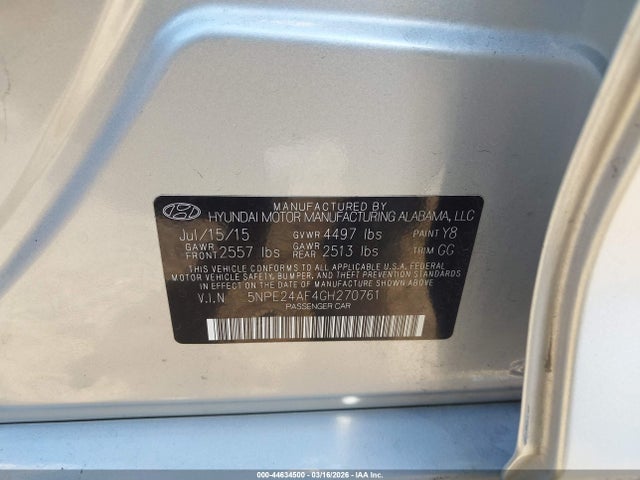 MANUFACTURED BY
HYUNDAI MOTOR MANUFACTURING ALABAMA, LLC
Jul/15/15 GVWR 4497 lbs PAINT Y8
GAWR FRONT 2557 lbs GAWR REAR 2513 lbs TRIM GG
THIS VEHICLE CONFORMS TO ALL APPLICABLE U.S.A. FEDERAL
MOTOR VEHICLE SAFETY, BUMPER, AND THEFT PREVENTION
STANDARDS IN EFFECT ON THE
DATE OF MANUFACTURE SHOWN ABOVE.
V.I.N 5NPE24AF4GH270761
PASSENGER CAR
000-44634500 - 03/16/2026 - IAA Inc.